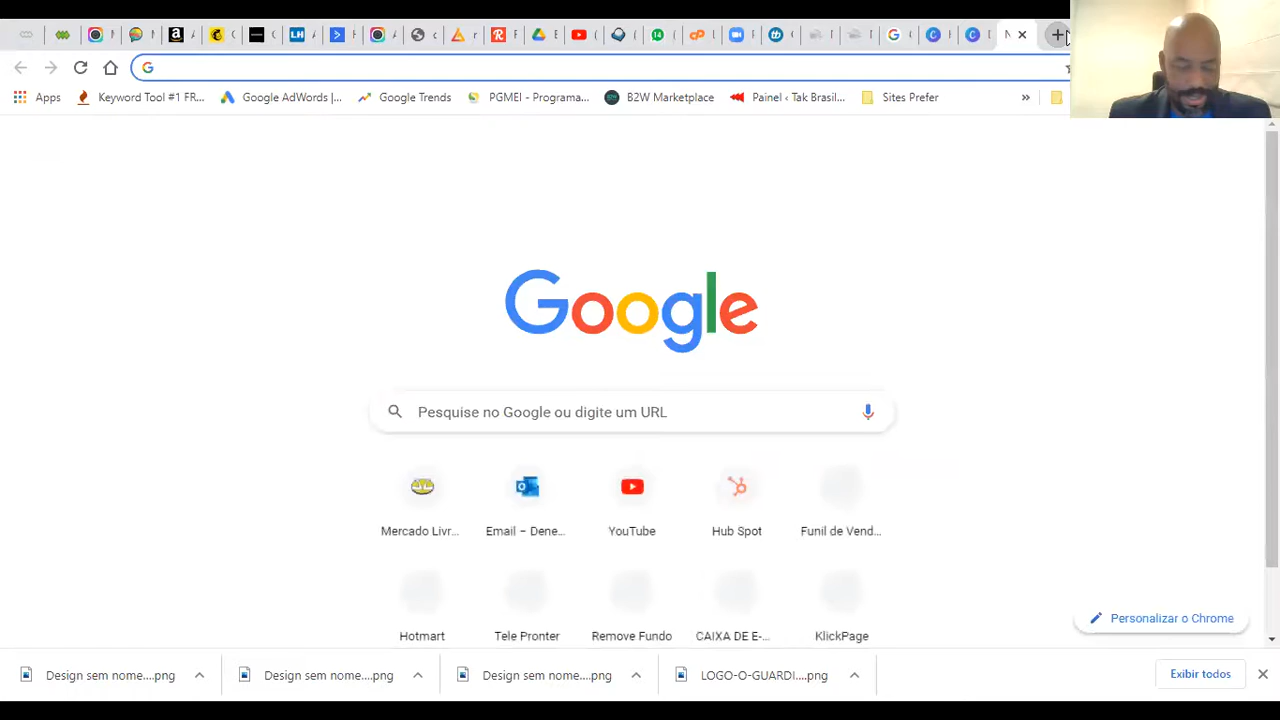 Apps
Keyword Tool #1 FR...
Google AdWords |...
Google Trends
PGMEI - Programa...
B2W Marketplace
Painel ‹ Tak Brasil...
Sites Prefer
»
Google
Pesquise no Google ou digite um URL
Mercado Livr...
Email – Dene...
YouTube
Hub Spot
Funil de Vend...
Hotmart
Tele Pronter
Remove Fundo
CAIXA DE E-...
KlickPage
Personalizar o Chrome
Design sem nome....png
Design sem nome....png
Design sem nome....png
LOGO-O-GUARDI....png
Exibir todos